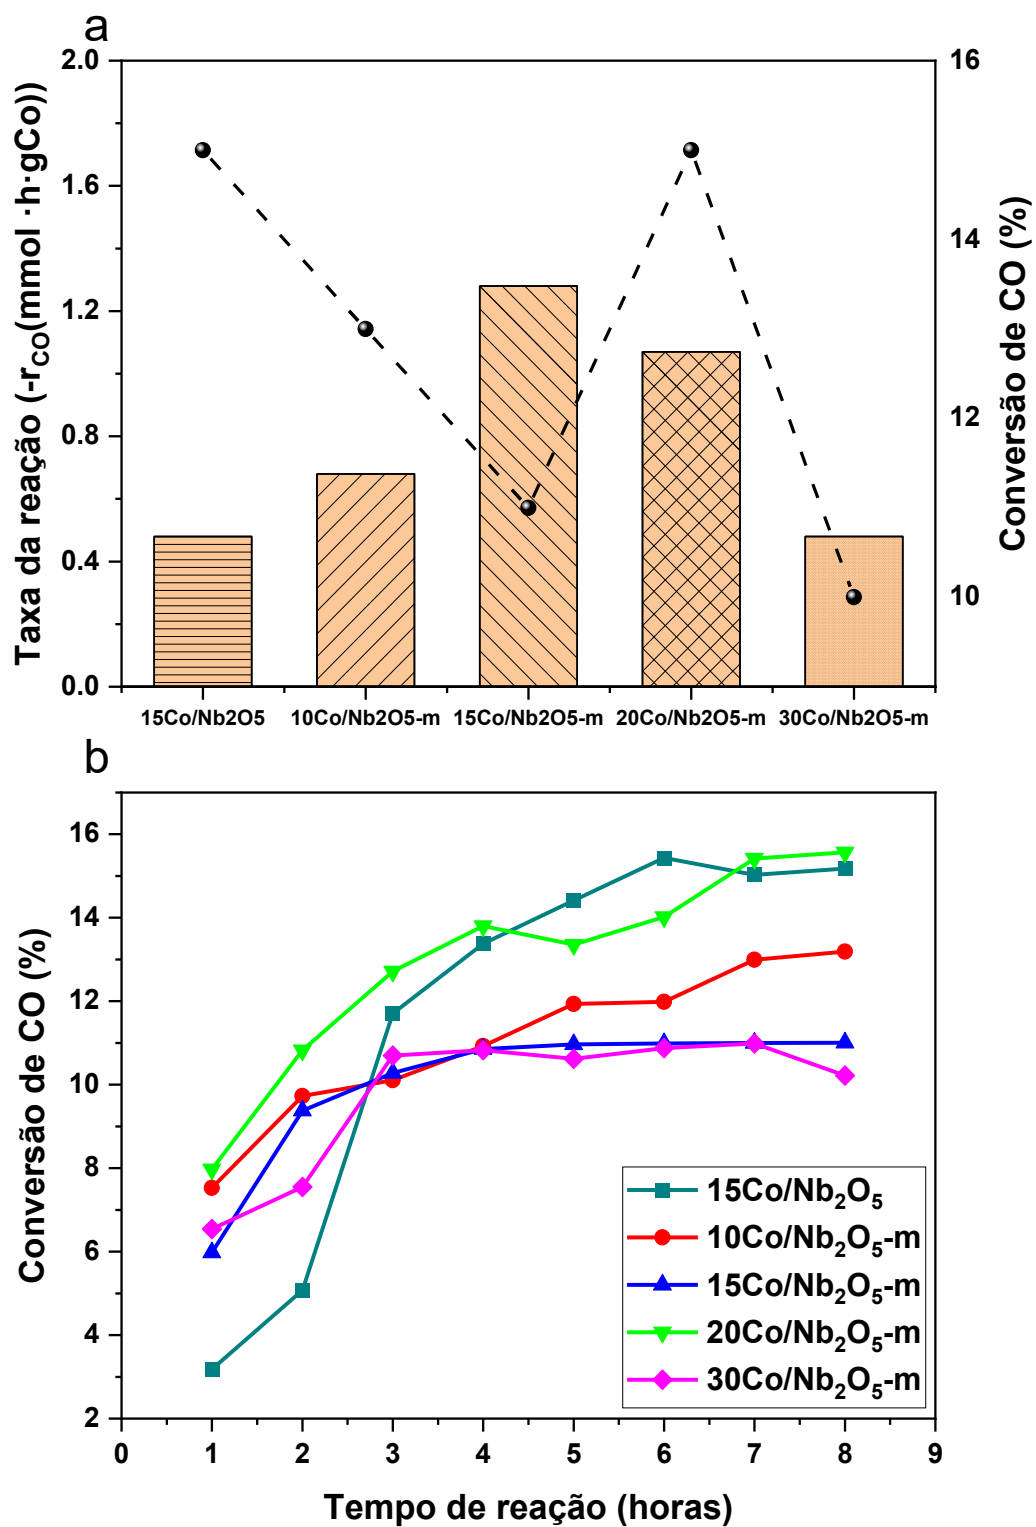 a
Taxa da reação (-rCO(mmol ·h·gCo))
2.0
1.6
1.2
0.8
0.4
0.0
16
14
12
10
Conversão de CO (%)
15Co/Nb2O5 10Co/Nb2O5-m 15Co/Nb2O5-m 20Co/Nb2O5-m 30Co/Nb2O5-m
b
Conversão de CO (%)
16
14
12
10
8
6
4
2
15Co/Nb₂O₅
10Co/Nb₂O₅-m
15Co/Nb₂O₅-m
20Co/Nb₂O₅-m
30Co/Nb₂O₅-m
0 1 2 3 4 5 6 7 8 9
Tempo de reação (horas)